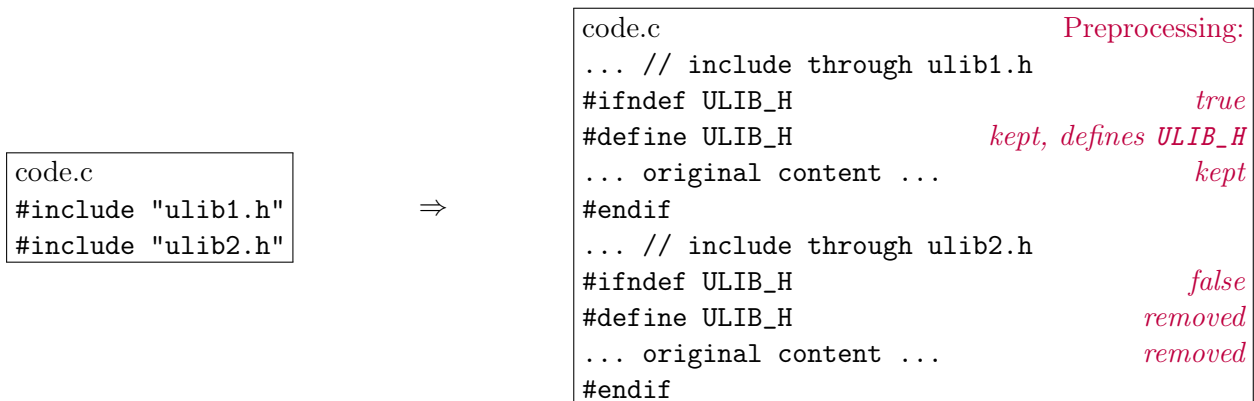 code.c
#include "ulib1.h"
#include "ulib2.h"
⇒
code.c Preprocessing:
... // include through ulib1.h
#ifndef ULIB_H true
#define ULIB_H kept, defines ULIB_H
... original content ... kept
#endif
... // include through ulib2.h
#ifndef ULIB_H false
#define ULIB_H removed
... original content ... removed
#endif